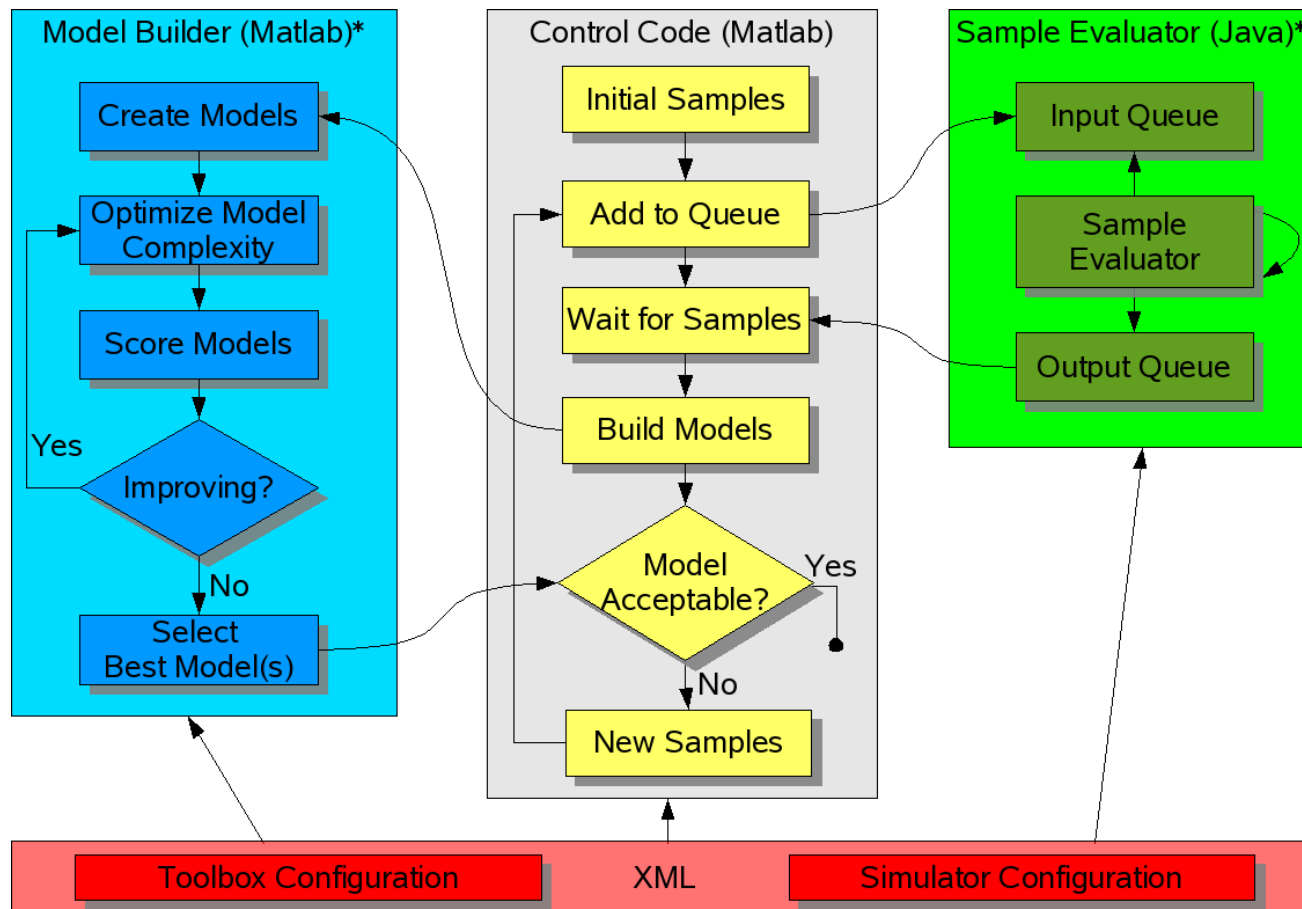 Model Builder (Matlab)*
Create Models
Optimize Model
Complexity
Score Models
Yes
Improving?
No
Select
Best Model(s)
Control Code (Matlab)
Initial Samples
Add to Queue
Wait for Samples
Build Models
Model
Acceptable?
Yes
No
New Samples
Sample Evaluator (Java)*
Input Queue
Sample
Evaluator
Output Queue
Toolbox Configuration
XML
Simulator Configuration